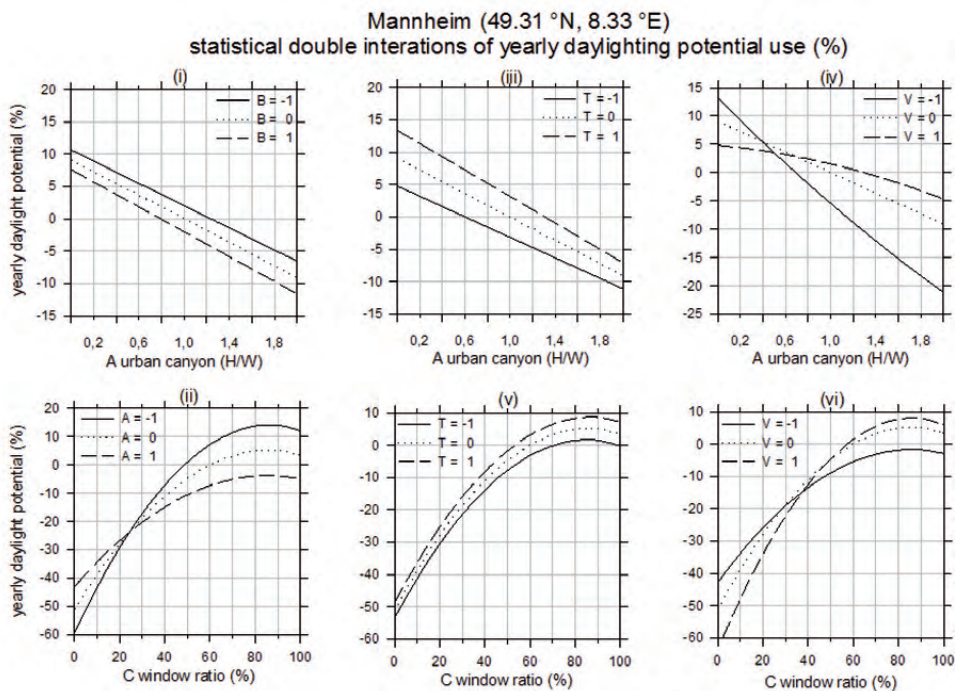 Mannheim (49.31 °N, 8.33 °E)
statistical double interations of yearly daylighting potential use (%)
(i)
yearly daylight potential (%)
20
15
10
5
0
-5
-10
-15
B = -1
B = 0
B = 1
0,2 0,6 1,0 1,4 1,8
A urban canyon (H/W)
(iii)
20
15
10
5
0
-5
-10
-15
T = -1
T = 0
T = 1
0,2 0,6 1,0 1,4 1,8
A urban canyon (H/W)
(iv)
15
10
5
0
-5
-10
-15
-20
-25
V = -1
V = 0
V = 1
0,2 0,6 1,0 1,4 1,8
A urban canyon (H/W)
(ii)
yearly daylight potential (%)
20
10
0
-10
-20
-30
-40
-50
-60
A = -1
A = 0
A = 1
0 20 40 60 80 100
C window ratio (%)
(v)
10
0
-10
-20
-30
-40
-50
-60
T = -1
T = 0
T = 1
0 20 40 60 80 100
C window ratio (%)
(vi)
10
0
-10
-20
-30
-40
-50
-60
V = -1
V = 0
V = 1
0 20 40 60 80 100
C window ratio (%)